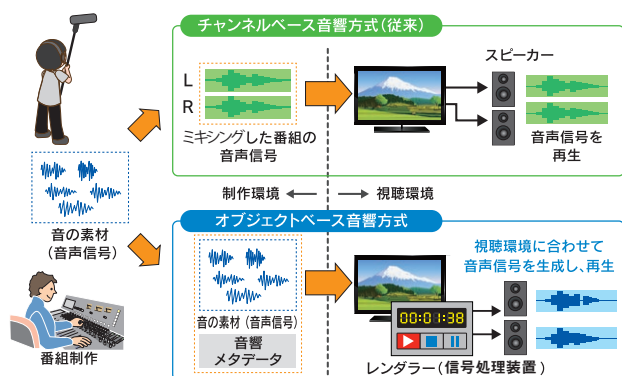 チャンネルベース音響方式(従来)
スピーカー
L
R
ミキシングした番組の
音声信号
音声信号を
再生
制作環境
視聴環境
音の素材
(音声信号)
オブジェクトベース音響方式
視聴環境に合わせて
音声信号を生成し、再生
00:01:38
音の素材(音声信号)
音響
メタデータ
レンダラー(信号処理装置)
番組制作